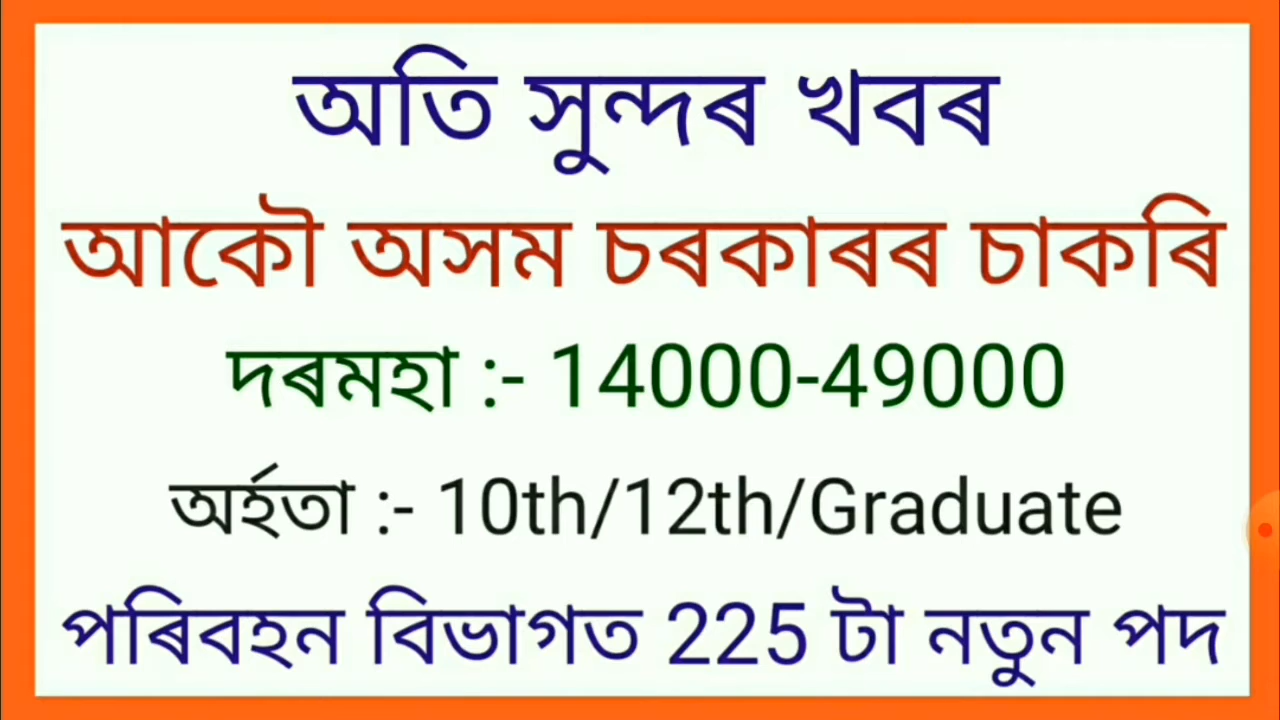 অতি সুন্দৰ খবৰ
আকৌ অসম চৰকাৰৰ চাকৰি
দৰমহা :- 14000-49000
অৰ্হতা :- 10th/12th/Graduate
পৰিবহন বিভাগত 225 টা নতুন পদ